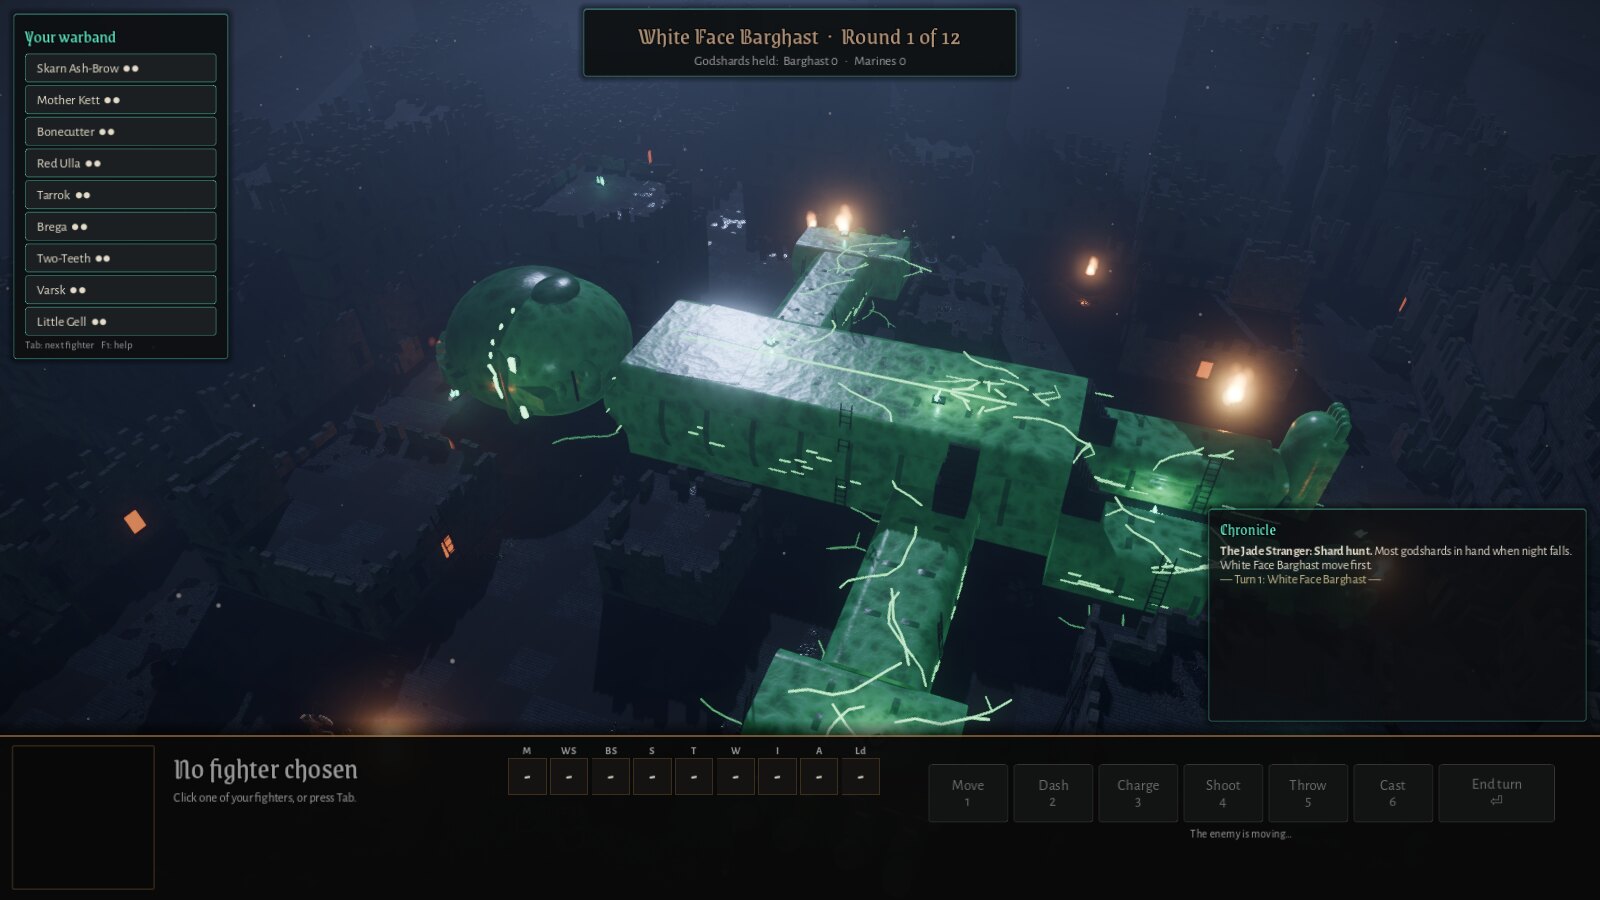 Your warband
Skarn Ash-Brow
Mother Kett
Bonecutter
Red Ulla
Tarrok
Brega
Two-Teeth
Varsk
Little Gell
Tab: next fighter F1: help
White Face Barghast · Round 1 of 12
Godshards held: Barghast 0 · Marines 0
Chronicle
The Jade Stranger: Shard hunt. Most godshards in hand when night falls.
White Face Barghast move first.
— Turn 1: White Face Barghast —
No fighter chosen
Click one of your fighters, or press Tab.
M WS BS S T W I A Ld
- - - - - - - - -
Move Dash Charge Shoot Throw Cast End turn
1 2 3 4 5 6 ⏎
The enemy is moving...